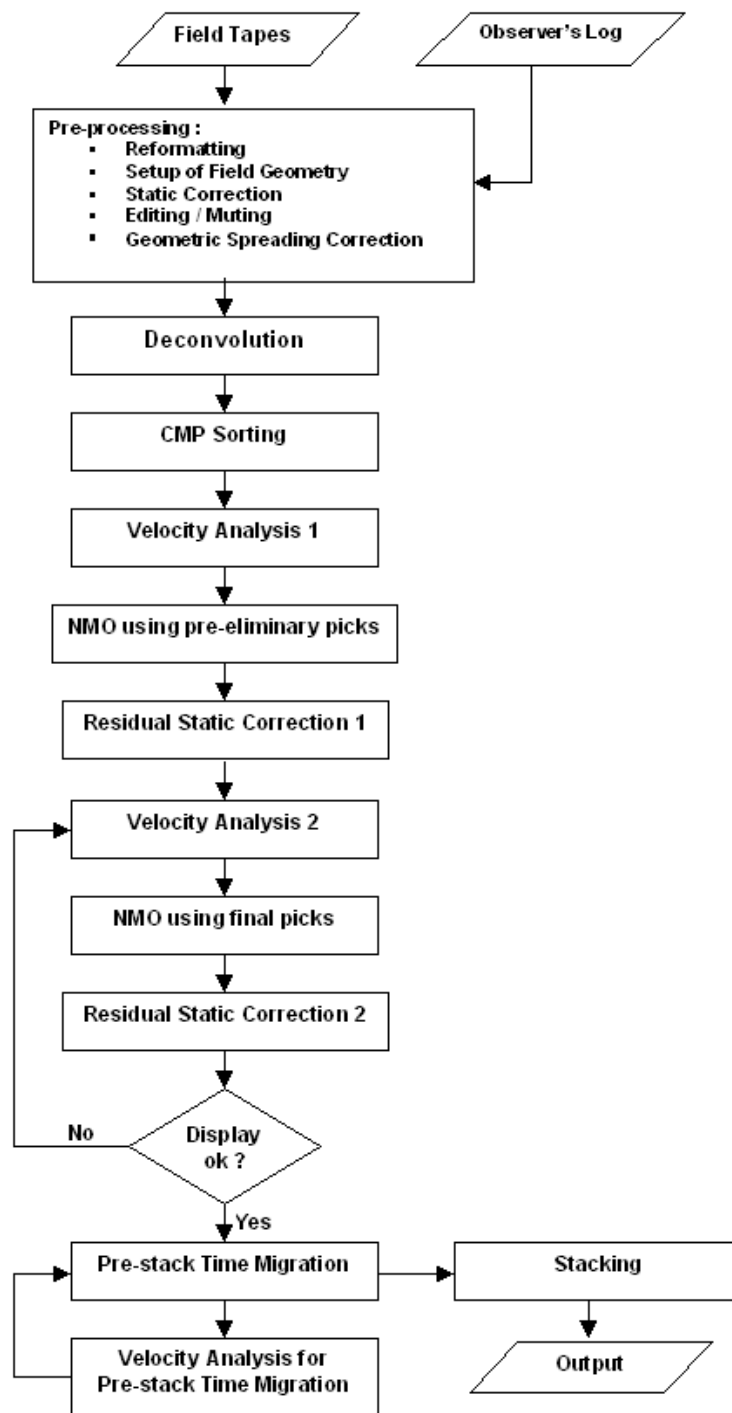 Field Tapes
Observer's Log
Pre-processing :
▪ Reformatting
▪ Setup of Field Geometry
▪ Static Correction
▪ Editing / Muting
▪ Geometric Spreading Correction
Deconvolution
CMP Sorting
Velocity Analysis 1
NMO using pre-eliminary picks
Residual Static Correction 1
Velocity Analysis 2
NMO using final picks
Residual Static Correction 2
No
Display
ok ?
Yes
Pre-stack Time Migration
Stacking
Velocity Analysis for
Pre-stack Time Migration
Output